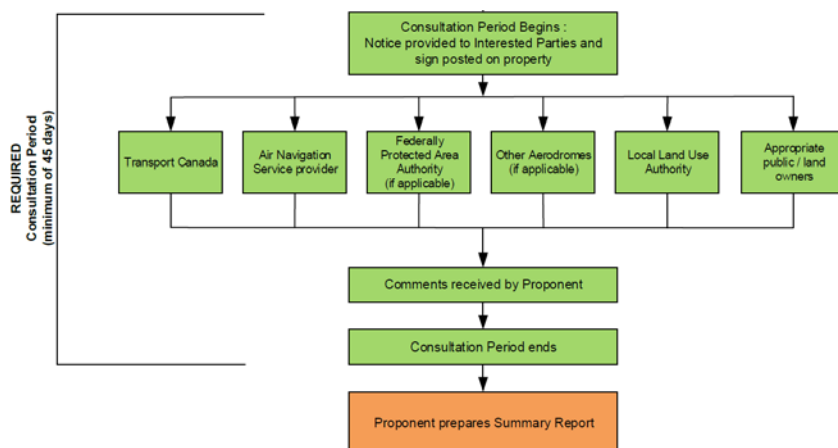 Consultation Period Begins :
Notice provided to Interested Parties and
sign posted on property
REQUIRED
Consultation Period
(minimum of 45 days)
Transport Canada
Air Navigation
Service provider
Federally
Protected Area
Authority
(if applicable)
Other Aerodromes
(if applicable)
Local Land Use
Authority
Appropriate
public / land
owners
Comments received by Proponent
Consultation Period ends
Proponent prepares Summary Report